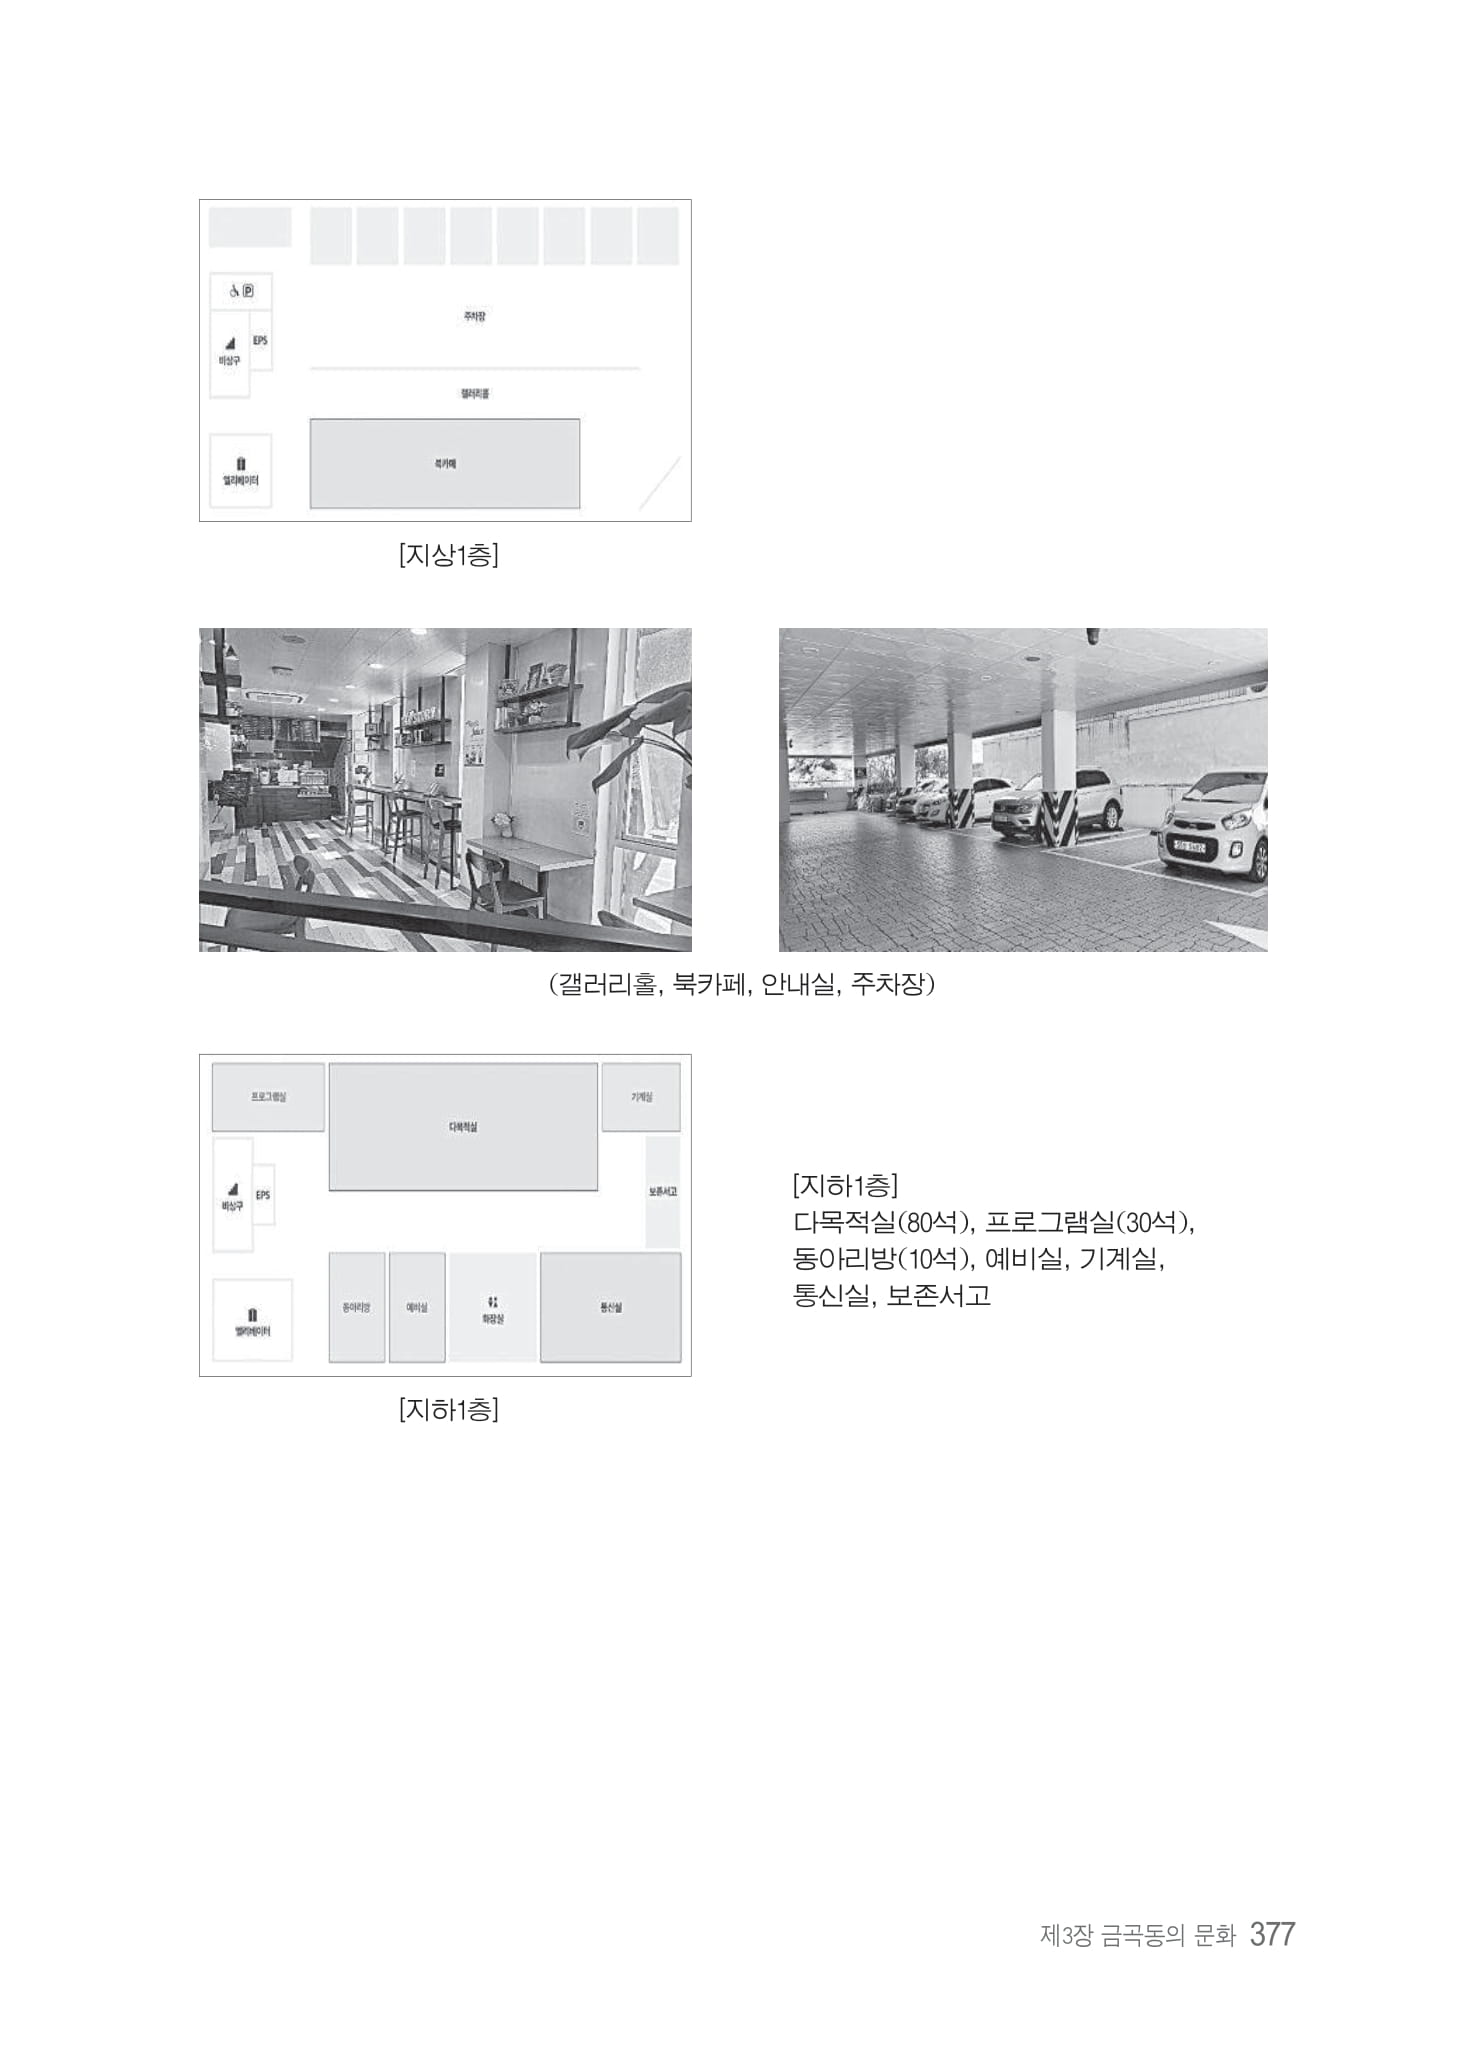 P
주차장
EPS
비상구
갤러리홀
북카페
엘리베이터
[지상1층]
(갤러리홀, 북카페, 안내실, 주차장)
프로그램실
다목적실
기계실
보존서고
EPS
비상구
동아리방
예비실
화장실
통신실
엘리베이터
[지하1층]
[지하1층]
다목적실(80석), 프로그램실(30석),
동아리방(10석), 예비실, 기계실,
통신실, 보존서고
제3장 금곡동의 문화 377